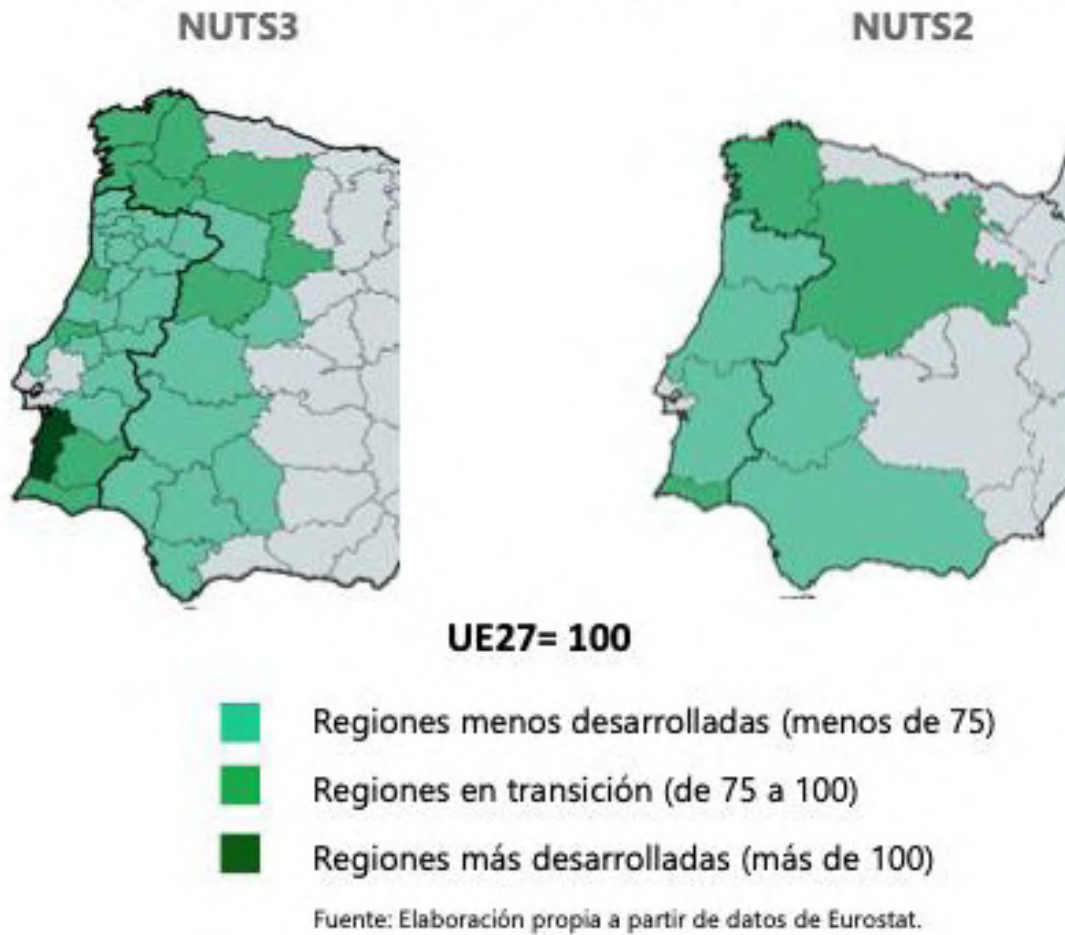 NUTS3
NUTS2
UE27= 100
Regiones menos desarrolladas (menos de 75)
Regiones en transición (de 75 a 100)
Regiones más desarrolladas (más de 100)
Fuente: Elaboración propia a partir de datos de Eurostat.